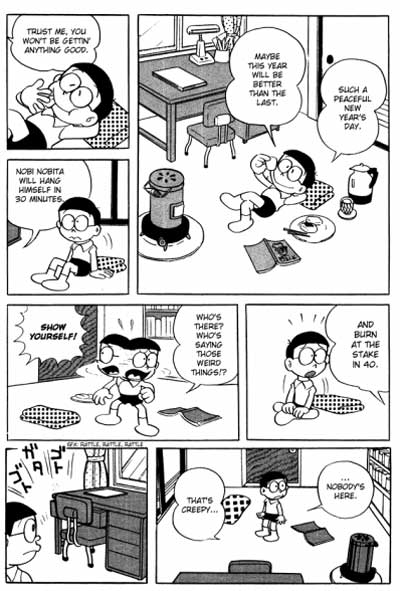 SUCH A
PEACEFUL
NEW
YEAR'S
DAY.
MAYBE
THIS YEAR
WILL BE
BETTER
THAN THE
LAST.
TRUST ME, YOU
WON'T BE GETTIN'
ANYTHING GOOD.
NOBI NOBITA
WILL HANG
HIMSELF IN
30 MINUTES.
AND
BURN AT
THE
STAKE
IN 40.
WHO'S
THERE?
WHO'S
SAYING
THOSE
WEIRD
THINGS!?
SHOW
YOURSELF!
...
NOBODY'S
HERE.
THAT'S
CREEPY...
SFX: RATTLE, RATTLE, RATTLE
ゴト
ガタ
ゴト